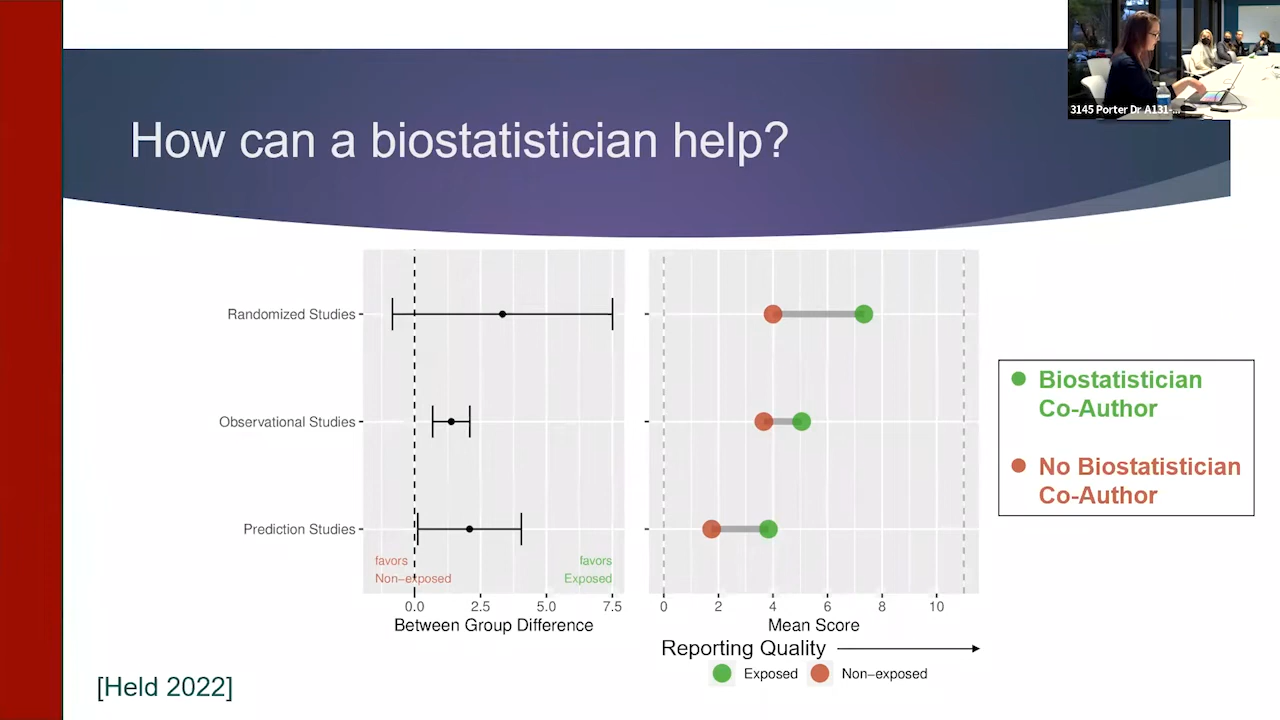 3145 Porter Dr A131-...
How can a biostatistician help?
Randomized Studies
Observational Studies
Prediction Studies
favors
Non–exposed
favors
Exposed
0.0 2.5 5.0 7.5
Between Group Difference
0 2 4 6 8 10
Mean Score
Reporting Quality
Exposed Non–exposed
Biostatistician
Co-Author
No Biostatistician
Co-Author
[Held 2022]